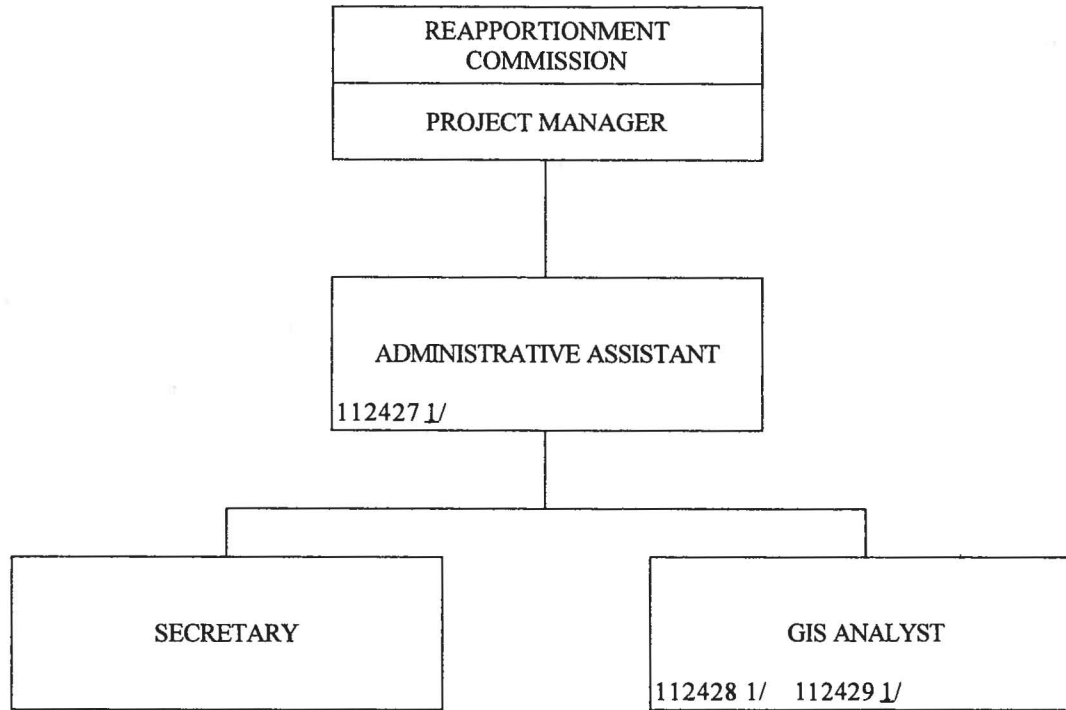 REAPPORTIONMENT
COMMISSION
PROJECT MANAGER
ADMINISTRATIVE ASSISTANT
112427 1/
SECRETARY
GIS ANALYST
112428 1/ 112429 1/